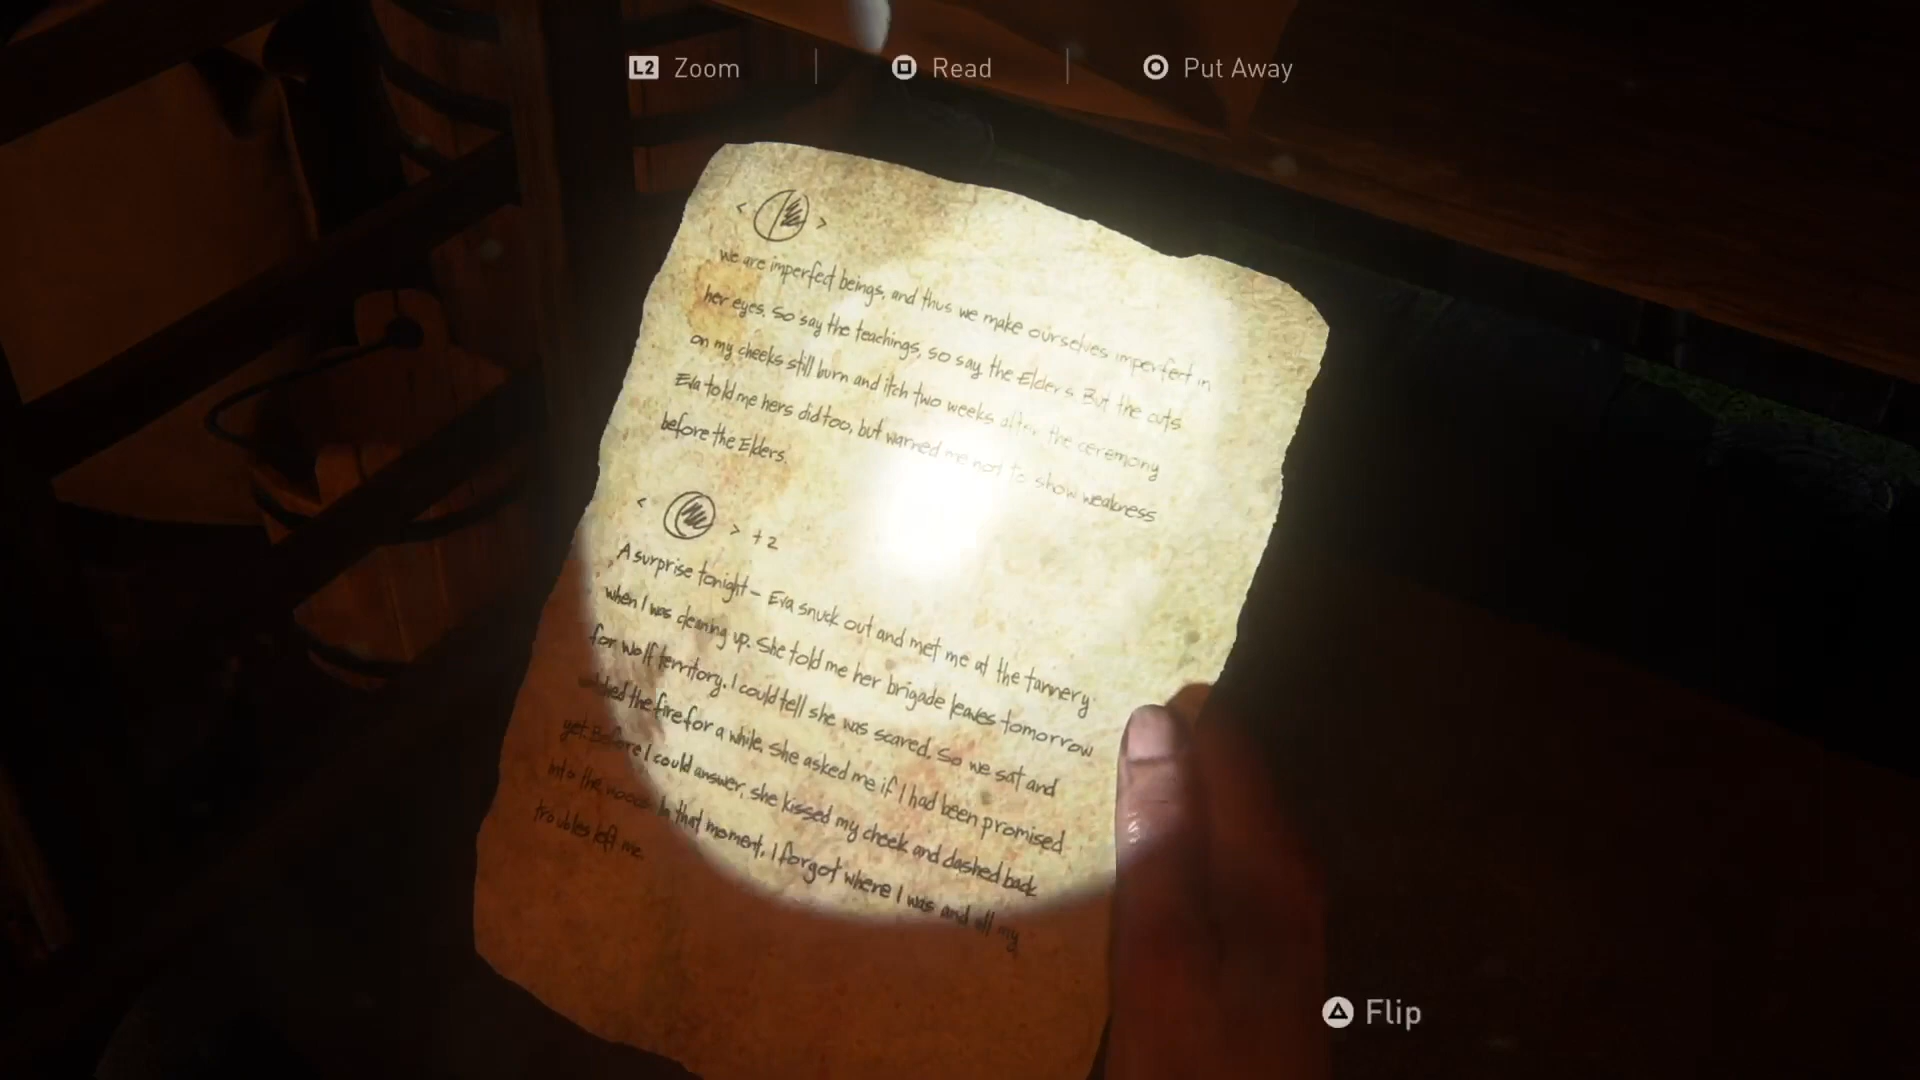 L2 Zoom
Read
Put Away
< >
We are imperfect beings, and thus we make ourselves imperfect in
her eyes. So say the teachings, so say the Elders. But the cuts
on my cheeks still burn and itch two weeks after the ceremony
Eva told me hers did too, but warned me not to show weakness
before the Elders.
< > +2
A surprise tonight – Eva snuck out and met me at the tannery
when I was cleaning up. She told me her brigade leaves tomorrow
for wolf territory. I could tell she was scared. So we sat and
the fire for a while. She asked me if I had been promised
yet. Before I could answer, she kissed my cheek and dashed back
into the woods. In that moment, I forgot where I was and all my
troubles left me.
Flip